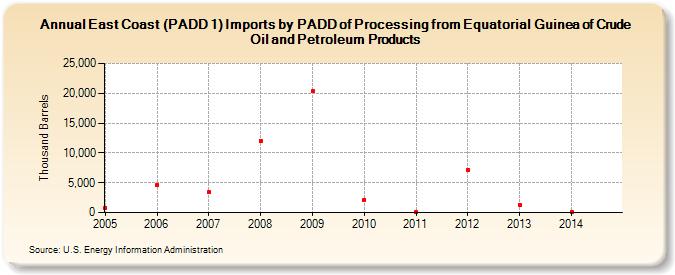 Annual East Coast (PADD 1) Imports by PADD of Processing from Equatorial Guinea of Crude
Oil and Petroleum Products
Thousand Barrels
25,000
20,000
15,000
10,000
5,000
0
2005 2006 2007 2008 2009 2010 2011 2012 2013 2014
Source: U.S. Energy Information Administration